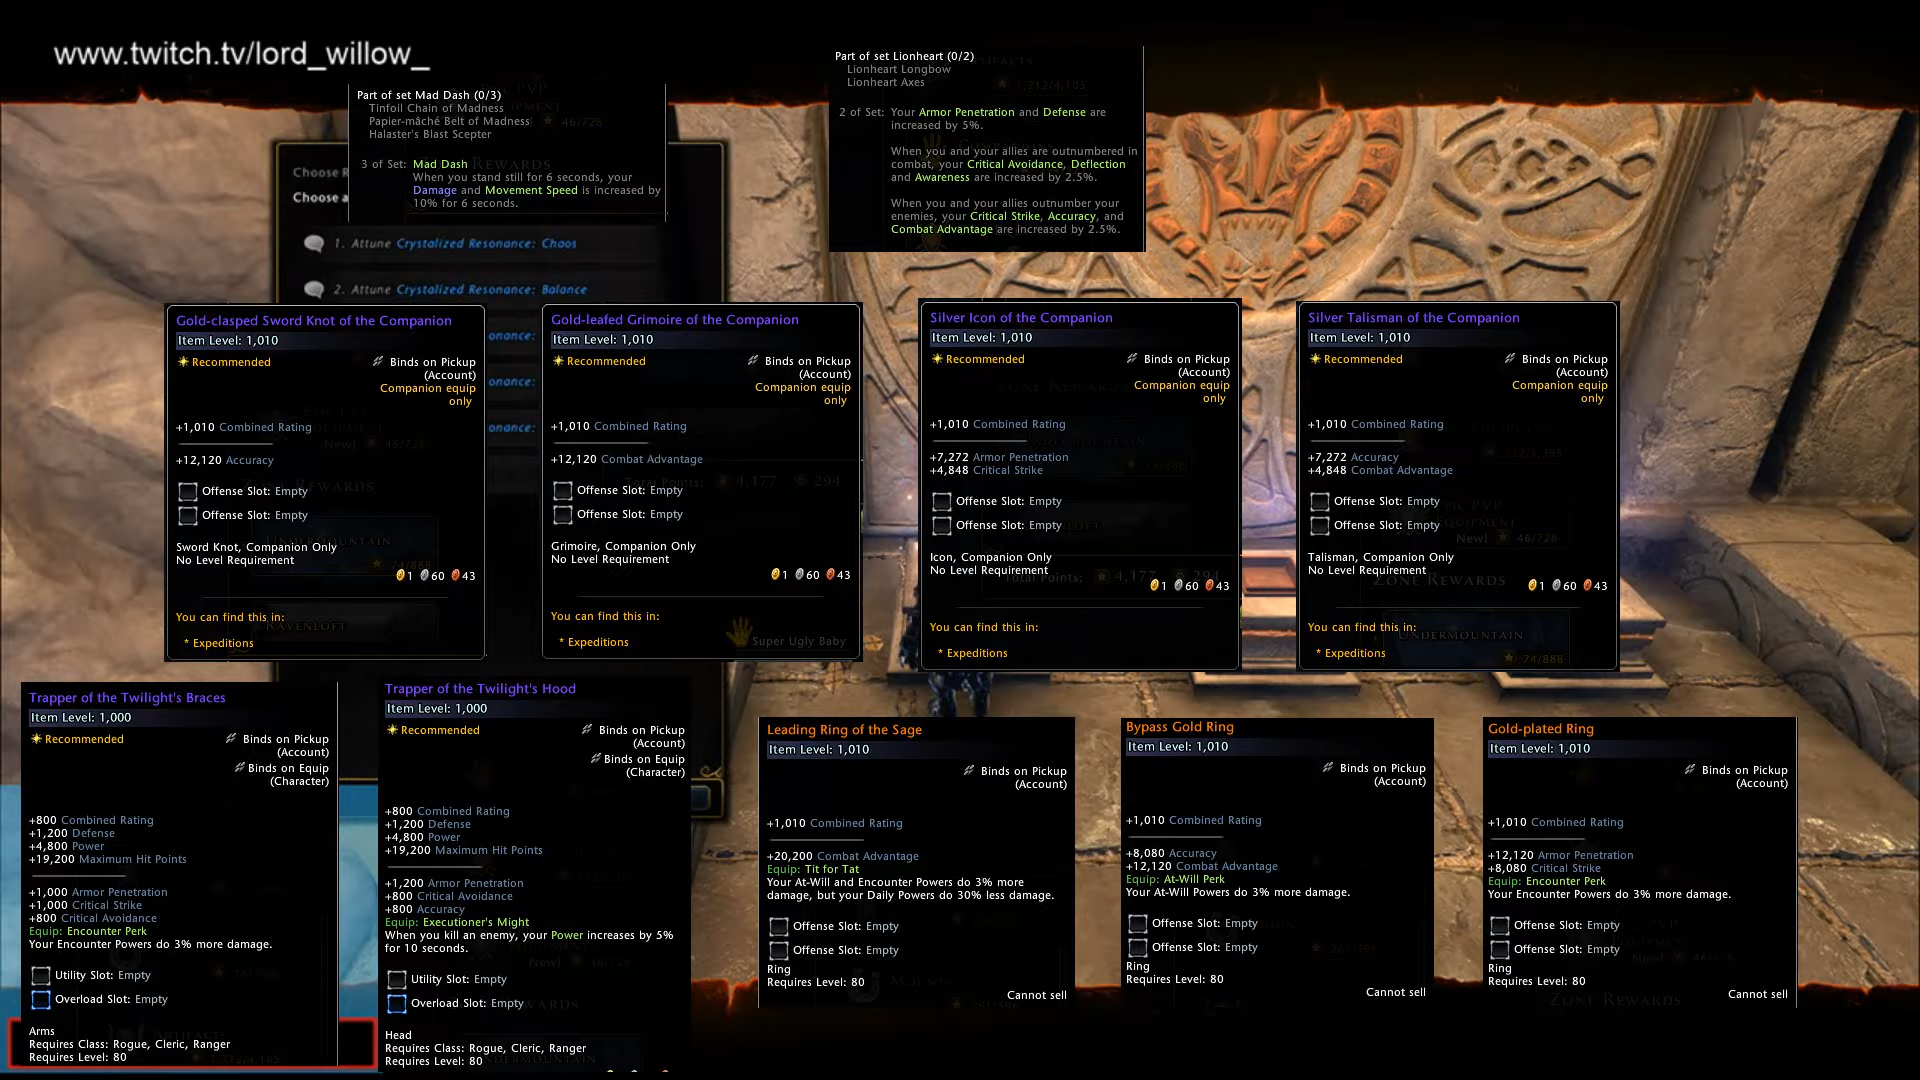 www.twitch.tv/lord_willow_
Part of set Mad Dash (0/3)
Tinfoil Chain of Madness
Papier-mâché Belt of Madness
Halaster's Blast Scepter
3 of Set: Mad Dash
When you stand still for 6 seconds, your
Damage and Movement Speed is increased by
10% for 6 seconds.
Part of set Lionheart (0/2)
Lionheart Longbow
Lionheart Axes
2 of Set: Your Armor Penetration and Defense are
increased by 5%.
When you and your allies are outnumbered in
combat, your Critical Avoidance, Deflection
and Awareness are increased by 2.5%.
When you and your allies outnumber your
enemies, your Critical Strike, Accuracy, and
Combat Advantage are increased by 2.5%.
Choose a
1. Attune Crystalized Resonance: Chaos
2. Attune Crystalized Resonance: Balance
Gold-clasped Sword Knot of the Companion
Item Level: 1,010
Recommended
Binds on Pickup
(Account)
Companion equip
only
+1,010 Combined Rating
+12,120 Accuracy
Offense Slot: Empty
Offense Slot: Empty
Sword Knot, Companion Only
No Level Requirement
1 60 43
You can find this in:
* Expeditions
Gold-leafed Grimoire of the Companion
Item Level: 1,010
Recommended
Binds on Pickup
(Account)
Companion equip
only
+1,010 Combined Rating
+12,120 Combat Advantage
Offense Slot: Empty
Offense Slot: Empty
Grimoire, Companion Only
No Level Requirement
1 60 43
You can find this in:
* Expeditions
Super Ugly Baby
Silver Icon of the Companion
Item Level: 1,010
Recommended
Binds on Pickup
(Account)
Companion equip
only
+1,010 Combined Rating
+7,272 Armor Penetration
+4,848 Critical Strike
Offense Slot: Empty
Offense Slot: Empty
Icon, Companion Only
No Level Requirement
1 60 43
You can find this in:
* Expeditions
Silver Talisman of the Companion
Item Level: 1,010
Recommended
Binds on Pickup
(Account)
Companion equip
only
+1,010 Combined Rating
+7,272 Accuracy
+4,848 Combat Advantage
Offense Slot: Empty
Offense Slot: Empty
Talisman, Companion Only
No Level Requirement
1 60 43
You can find this in:
* Expeditions
Trapper of the Twilight's Braces
Item Level: 1,000
Recommended
Binds on Pickup
(Account)
Binds on Equip
(Character)
+800 Combined Rating
+1,200 Defense
+4,800 Power
+19,200 Maximum Hit Points
+1,000 Armor Penetration
+1,000 Critical Strike
+800 Critical Avoidance
Equip: Encounter Perk
Your Encounter Powers do 3% more damage.
Utility Slot: Empty
Overload Slot: Empty
Arms
Requires Class: Rogue, Cleric, Ranger
Requires Level: 80
Trapper of the Twilight's Hood
Item Level: 1,000
Recommended
Binds on Pickup
(Account)
Binds on Equip
(Character)
+800 Combined Rating
+1,200 Defense
+4,800 Power
+19,200 Maximum Hit Points
+1,200 Armor Penetration
+800 Critical Avoidance
+800 Accuracy
Equip: Executioner's Might
When you kill an enemy, your Power increases by 5%
for 10 seconds.
Utility Slot: Empty
Overload Slot: Empty
Head
Requires Class: Rogue, Cleric, Ranger
Requires Level: 80
Leading Ring of the Sage
Item Level: 1,010
Binds on Pickup
(Account)
+1,010 Combined Rating
+20,200 Combat Advantage
Equip: Tit for Tat
Your At-Will and Encounter Powers do 3% more
damage, but your Daily Powers do 30% less damage.
Offense Slot: Empty
Offense Slot: Empty
Ring
Requires Level: 80
Cannot sell
Bypass Gold Ring
Item Level: 1,010
Binds on Pickup
(Account)
+1,010 Combined Rating
+8,080 Accuracy
+12,120 Combat Advantage
Equip: At-Will Perk
Your At-Will Powers do 3% more damage.
Offense Slot: Empty
Offense Slot: Empty
Ring
Requires Level: 80
Cannot sell
Gold-plated Ring
Item Level: 1,010
Binds on Pickup
(Account)
+1,010 Combined Rating
+12,120 Armor Penetration
+8,080 Critical Strike
Equip: Encounter Perk
Your Encounter Powers do 3% more damage.
Offense Slot: Empty
Offense Slot: Empty
Ring
Requires Level: 80
Cannot sell